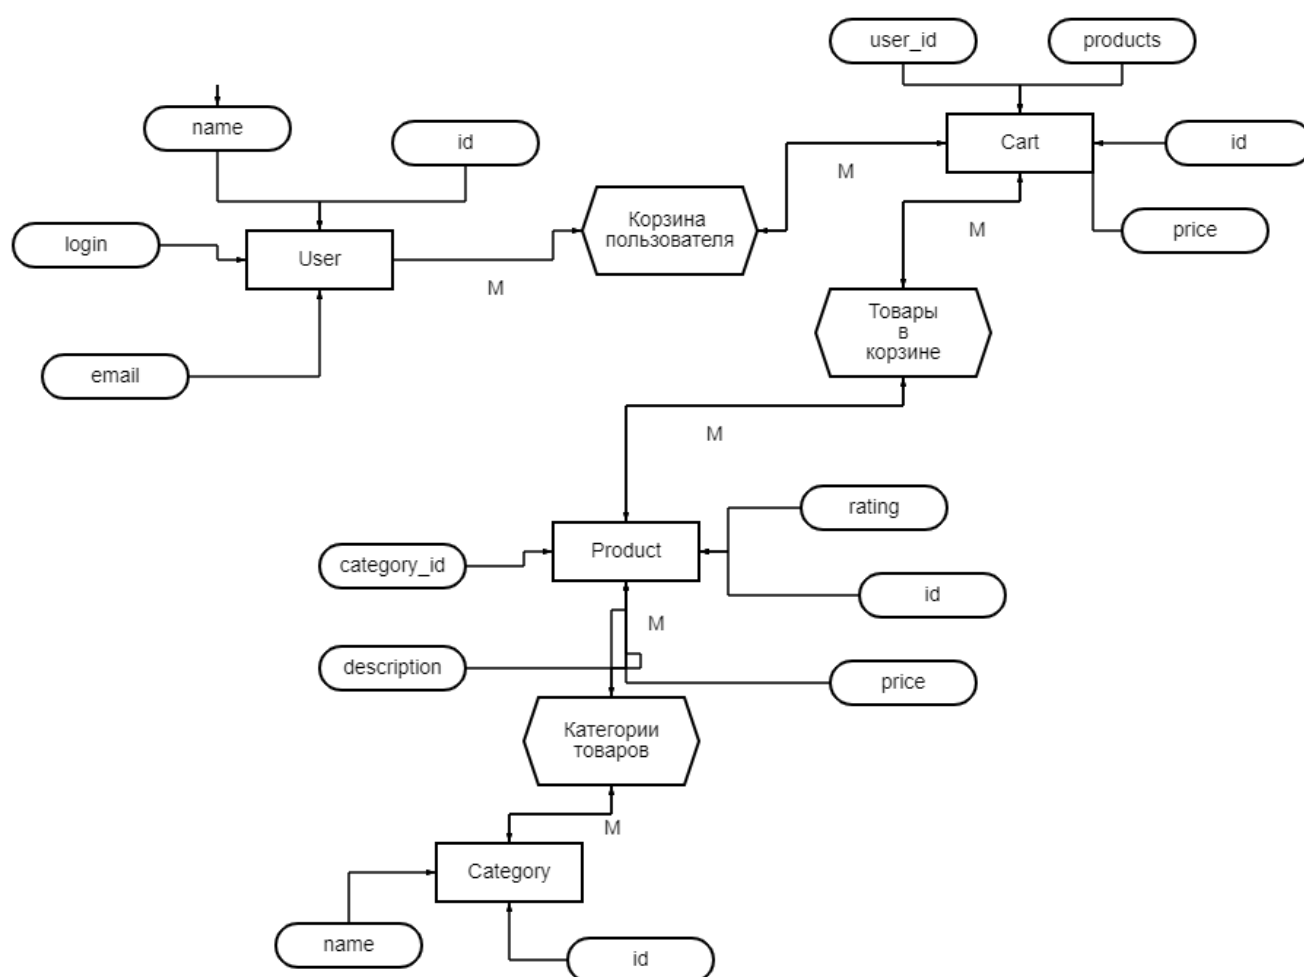 user_id
products
name
id
Cart
id
M
login
Корзина
пользователя
price
User
M
M
Товары
в
корзине
email
M
rating
Product
category_id
id
M
description
price
Категории
товаров
M
Category
name
id